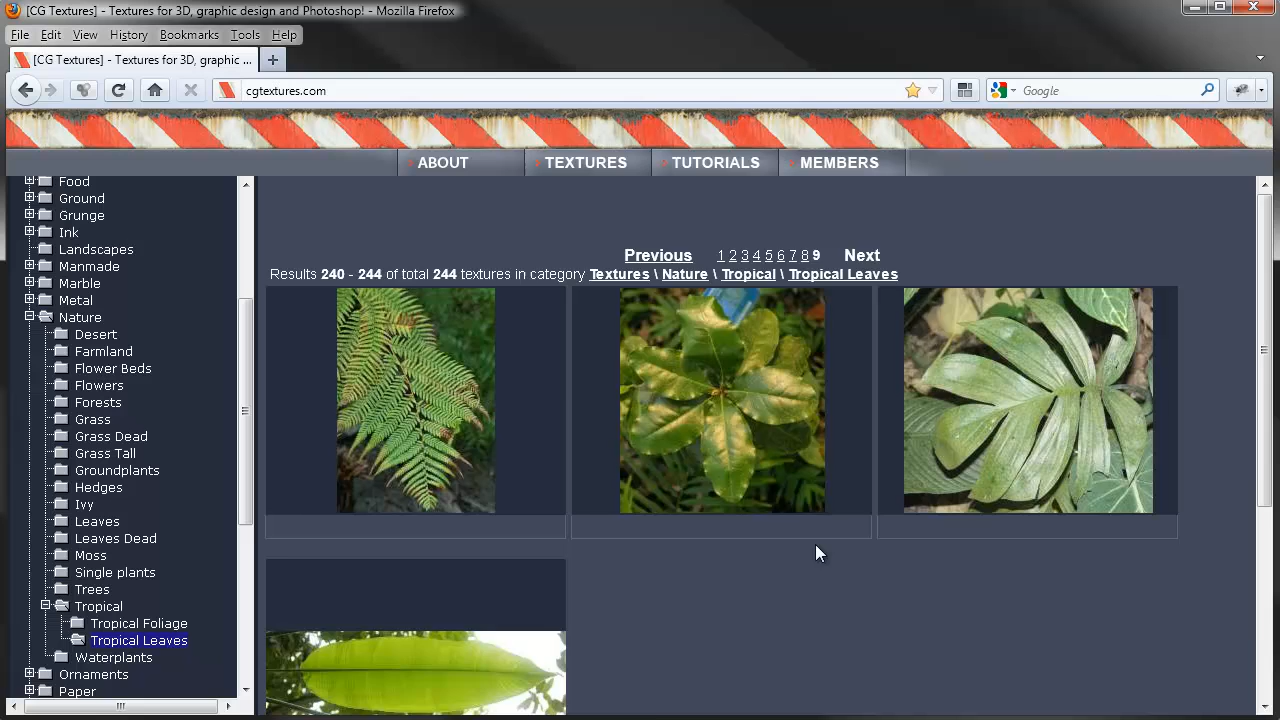 [CG Textures] - Textures for 3D, graphic design and Photoshop! - Mozilla Firefox
File Edit View History Bookmarks Tools Help
[CG Textures] - Textures for 3D, graphic ...
cgtextures.com
Google
ABOUT TEXTURES TUTORIALS MEMBERS
Food
Ground
Grunge
Ink
Landscapes
Manmade
Marble
Metal
Nature
Desert
Farmland
Flower Beds
Flowers
Forests
Grass
Grass Dead
Grass Tall
Groundplants
Hedges
Ivy
Leaves
Leaves Dead
Moss
Single plants
Trees
Tropical
Tropical Foliage
Tropical Leaves
Waterplants
Ornaments
Paper
Previous 1 2 3 4 5 6 7 8 9 Next
Results 240 - 244 of total 244 textures in category Textures \ Nature \ Tropical \ Tropical Leaves